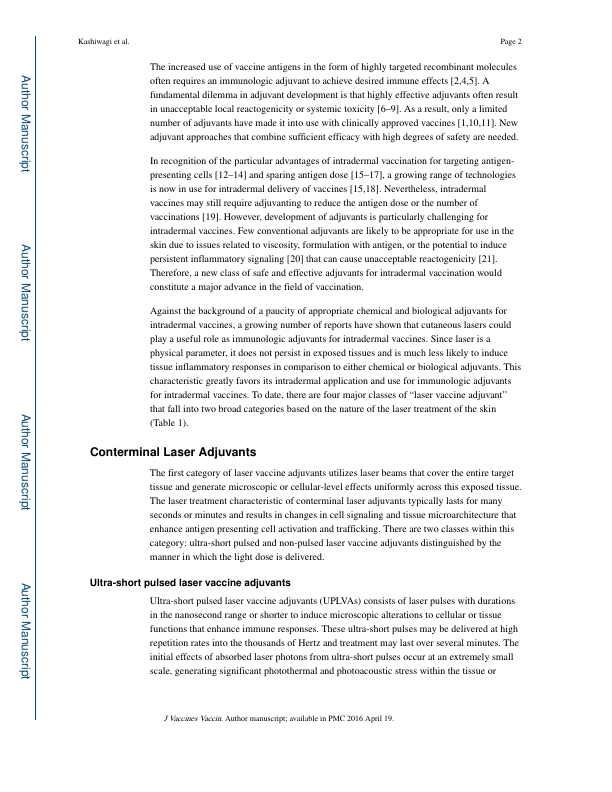 Kashiwagi et al.
Page 2
The increased use of vaccine antigens in the form of highly targeted recombinant molecules
often requires an immunologic adjuvant to achieve desired immune effects [2,4,5]. A
fundamental dilemma in adjuvant development is that highly effective adjuvants often result
in unacceptable local reactogenicity or systemic toxicity [6–9]. As a result, only a limited
number of adjuvants have made it into use with clinically approved vaccines [1,10,11]. New
adjuvant approaches that combine sufficient efficacy with high degrees of safety are needed.
In recognition of the particular advantages of intradermal vaccination for targeting antigen-
presenting cells [12–14] and sparing antigen dose [15–17], a growing range of technologies
is now in use for intradermal delivery of vaccines [15,18]. Nevertheless, intradermal
vaccines may still require adjuvanting to reduce the antigen dose or the number of
vaccinations [19]. However, development of adjuvants is particularly challenging for
intradermal vaccines. Few conventional adjuvants are likely to be appropriate for use in the
skin due to issues related to viscosity, formulation with antigen, or the potential to induce
persistent inflammatory signaling [20] that can cause unacceptable reactogenicity [21].
Therefore, a new class of safe and effective adjuvants for intradermal vaccination would
constitute a major advance in the field of vaccination.
Against the background of a paucity of appropriate chemical and biological adjuvants for
intradermal vaccines, a growing number of reports have shown that cutaneous lasers could
play a useful role as immunologic adjuvants for intradermal vaccines. Since laser is a
physical parameter, it does not persist in exposed tissues and is much less likely to induce
tissue inflammatory responses in comparison to either chemical or biological adjuvants. This
characteristic greatly favors its intradermal application and use for immunologic adjuvants
for intradermal vaccines. To date, there are four major classes of “laser vaccine adjuvant”
that fall into two broad categories based on the nature of the laser treatment of the skin
(Table 1).
Conterminal Laser Adjuvants
The first category of laser vaccine adjuvants utilizes laser beams that cover the entire target
tissue and generate microscopic or cellular-level effects uniformly across this exposed tissue.
The laser treatment characteristic of conterminal laser adjuvants typically lasts for many
seconds or minutes and results in changes in cell signaling and tissue microarchitecture that
enhance antigen presenting cell activation and trafficking. There are two classes within this
category: ultra-short pulsed and non-pulsed laser vaccine adjuvants distinguished by the
manner in which the light dose is delivered.
Ultra-short pulsed laser vaccine adjuvants
Ultra-short pulsed laser vaccine adjuvants (UPLVAs) consists of laser pulses with durations
in the nanosecond range or shorter to induce microscopic alterations to cellular or tissue
functions that enhance immune responses. These ultra-short pulses may be delivered at high
repetition rates into the thousands of Hertz and treatment may last over several minutes. The
initial effects of absorbed laser photons from ultra-short pulses occur at an extremely small
scale, generating significant photothermal and photoacoustic stress within the tissue or
J Vaccines Vaccin. Author manuscript; available in PMC 2016 April 19.
Author Manuscript
Author Manuscript
Author Manuscript
Author Manuscript